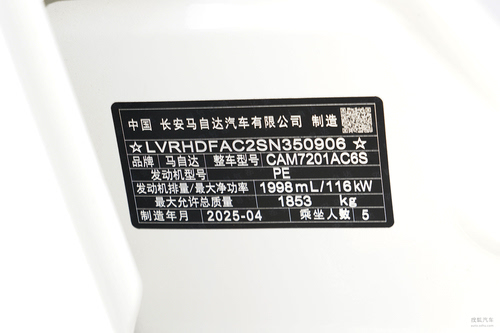 中国 长安马自达汽车有限公司 制造
☆LVRHDFAC2SN350906☆
品牌 马自达 整车型号 CAM7201AC6S
发动机型号 PE
发动机排量/最大净功率 1998mL/116kW
最大允许总质量 1853 kg
制造年月 2025-04 乘坐人数 5